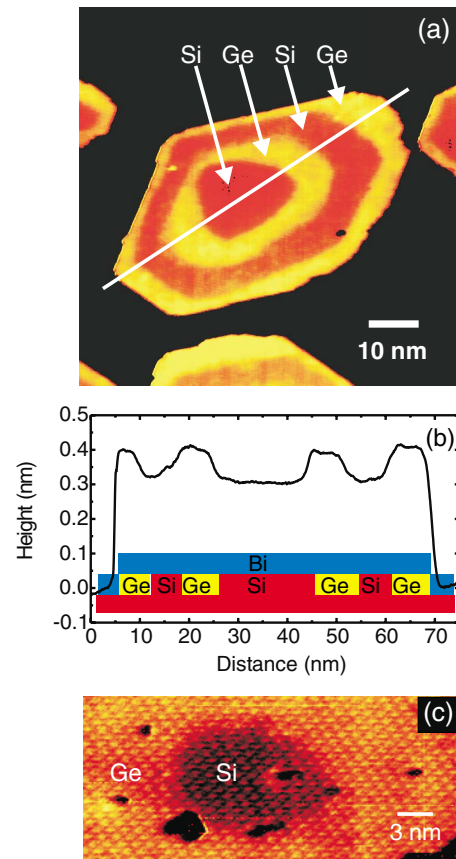 (a)
Si Ge Si Ge
10 nm
(b)
0.5
0.4
0.3
0.2
0.1
0.0
-0.1
Height (nm)
Bi
Ge Si Ge Si Ge Si Ge
0 10 20 30 40 50 60 70
Distance (nm)
(c)
Ge Si
3 nm